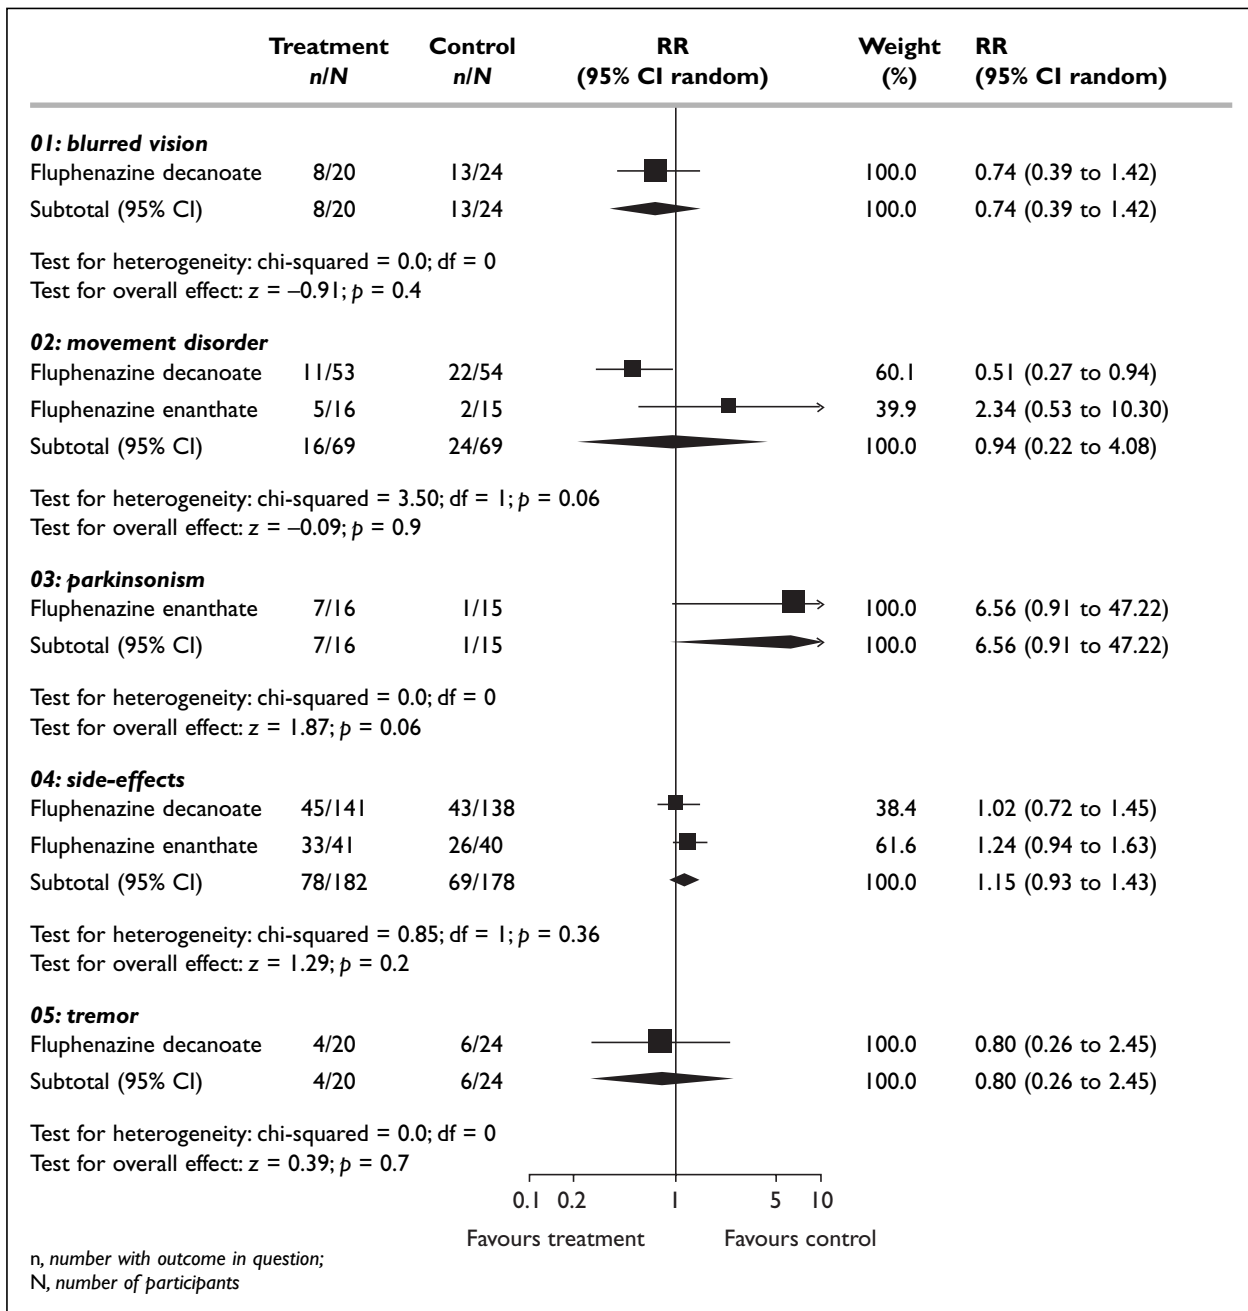 Treatment Control RR Weight RR
n/N n/N (95% CI random) (%) (95% CI random)
01: blurred vision
Fluphenazine decanoate 8/20 13/24 100.0 0.74 (0.39 to 1.42)
Subtotal (95% CI) 8/20 13/24 100.0 0.74 (0.39 to 1.42)
Test for heterogeneity: chi-squared = 0.0; df = 0
Test for overall effect: z = –0.91; p = 0.4
02: movement disorder
Fluphenazine decanoate 11/53 22/54 60.1 0.51 (0.27 to 0.94)
Fluphenazine enanthate 5/16 2/15 39.9 2.34 (0.53 to 10.30)
Subtotal (95% CI) 16/69 24/69 100.0 0.94 (0.22 to 4.08)
Test for heterogeneity: chi-squared = 3.50; df = 1; p = 0.06
Test for overall effect: z = –0.09; p = 0.9
03: parkinsonism
Fluphenazine enanthate 7/16 1/15 100.0 6.56 (0.91 to 47.22)
Subtotal (95% CI) 7/16 1/15 100.0 6.56 (0.91 to 47.22)
Test for heterogeneity: chi-squared = 0.0; df = 0
Test for overall effect: z = 1.87; p = 0.06
04: side-effects
Fluphenazine decanoate 45/141 43/138 38.4 1.02 (0.72 to 1.45)
Fluphenazine enanthate 33/41 26/40 61.6 1.24 (0.94 to 1.63)
Subtotal (95% CI) 78/182 69/178 100.0 1.15 (0.93 to 1.43)
Test for heterogeneity: chi-squared = 0.85; df = 1; p = 0.36
Test for overall effect: z = 1.29; p = 0.2
05: tremor
Fluphenazine decanoate 4/20 6/24 100.0 0.80 (0.26 to 2.45)
Subtotal (95% CI) 4/20 6/24 100.0 0.80 (0.26 to 2.45)
Test for heterogeneity: chi-squared = 0.0; df = 0
Test for overall effect: z = 0.39; p = 0.7
0.1 0.2 1 5 10
Favours treatment Favours control
n, number with outcome in question;
N, number of participants